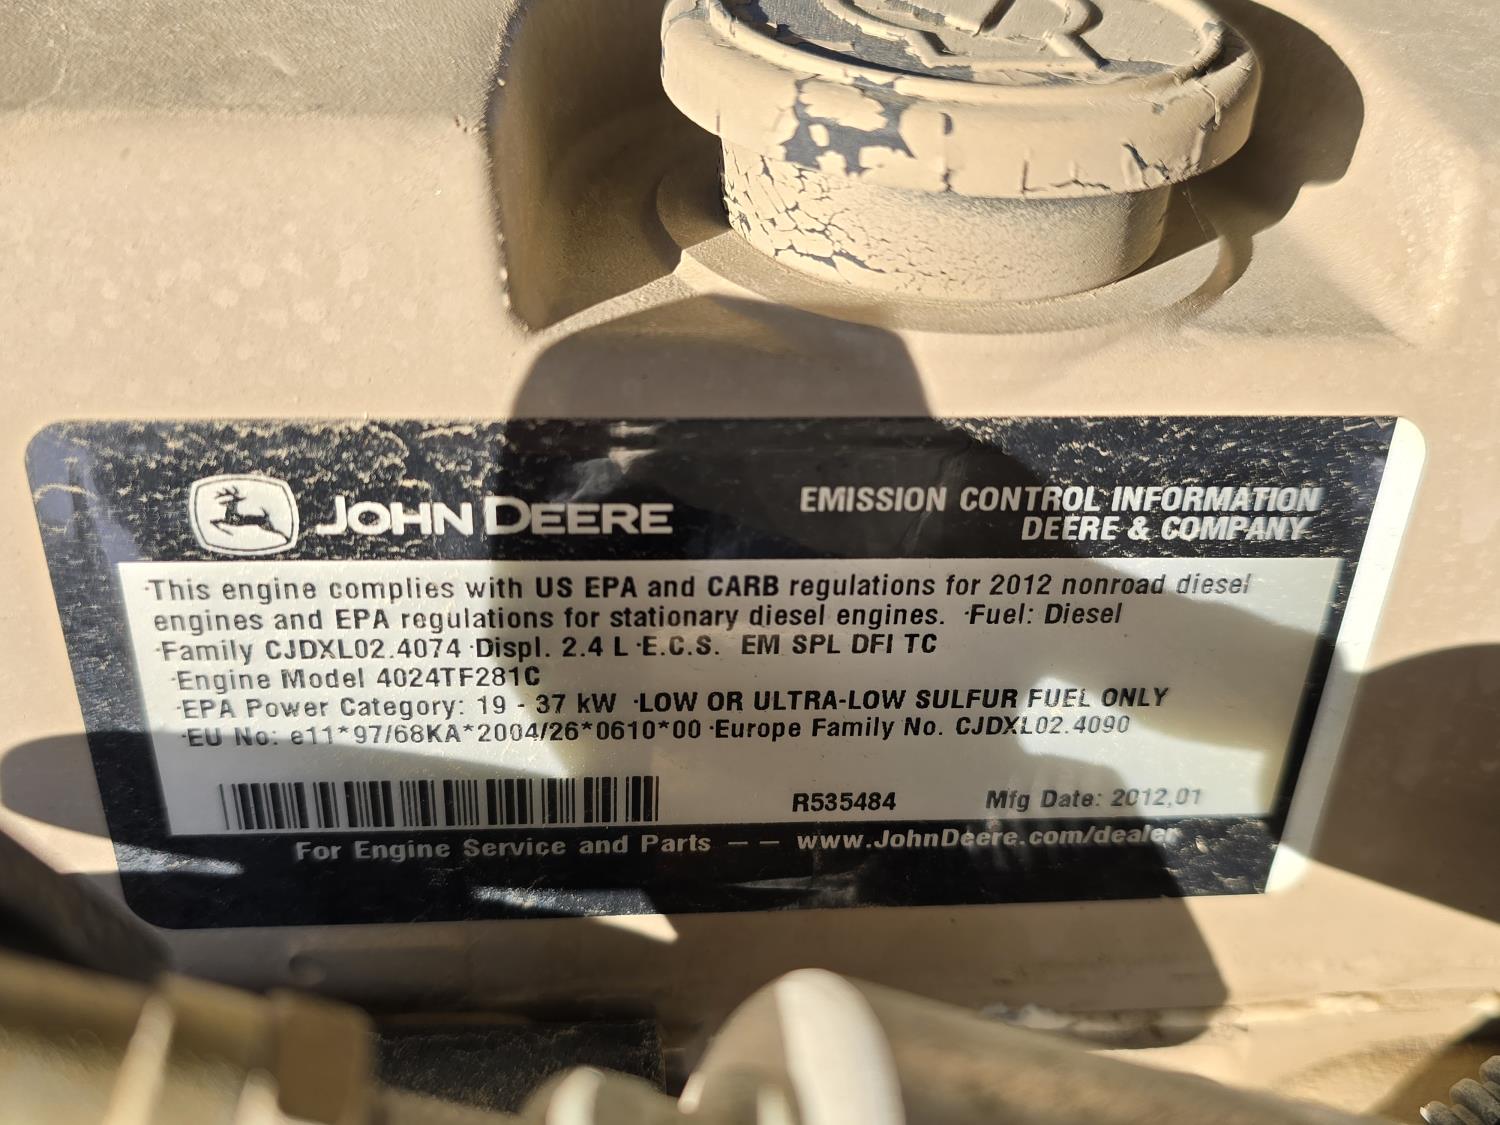 JOHN DEERE
EMISSION CONTROL INFORMATION
DEERE & COMPANY
·This engine complies with US EPA and CARB regulations for 2012 nonroad diesel
engines and EPA regulations for stationary diesel engines. ·Fuel: Diesel
·Family CJDXL02.4074 ·Displ. 2.4 L ·E.C.S. EM SPL DFI TC
·Engine Model 4024TF281C
·EPA Power Category: 19 - 37 kW ·LOW OR ULTRA-LOW SULFUR FUEL ONLY
·EU No: e11*97/68KA*2004/26*0610*00 ·Europe Family No. CJDXL02.4090
R535484 Mfg Date: 2012,01
For Engine Service and Parts – – www.JohnDeere.com/dealer